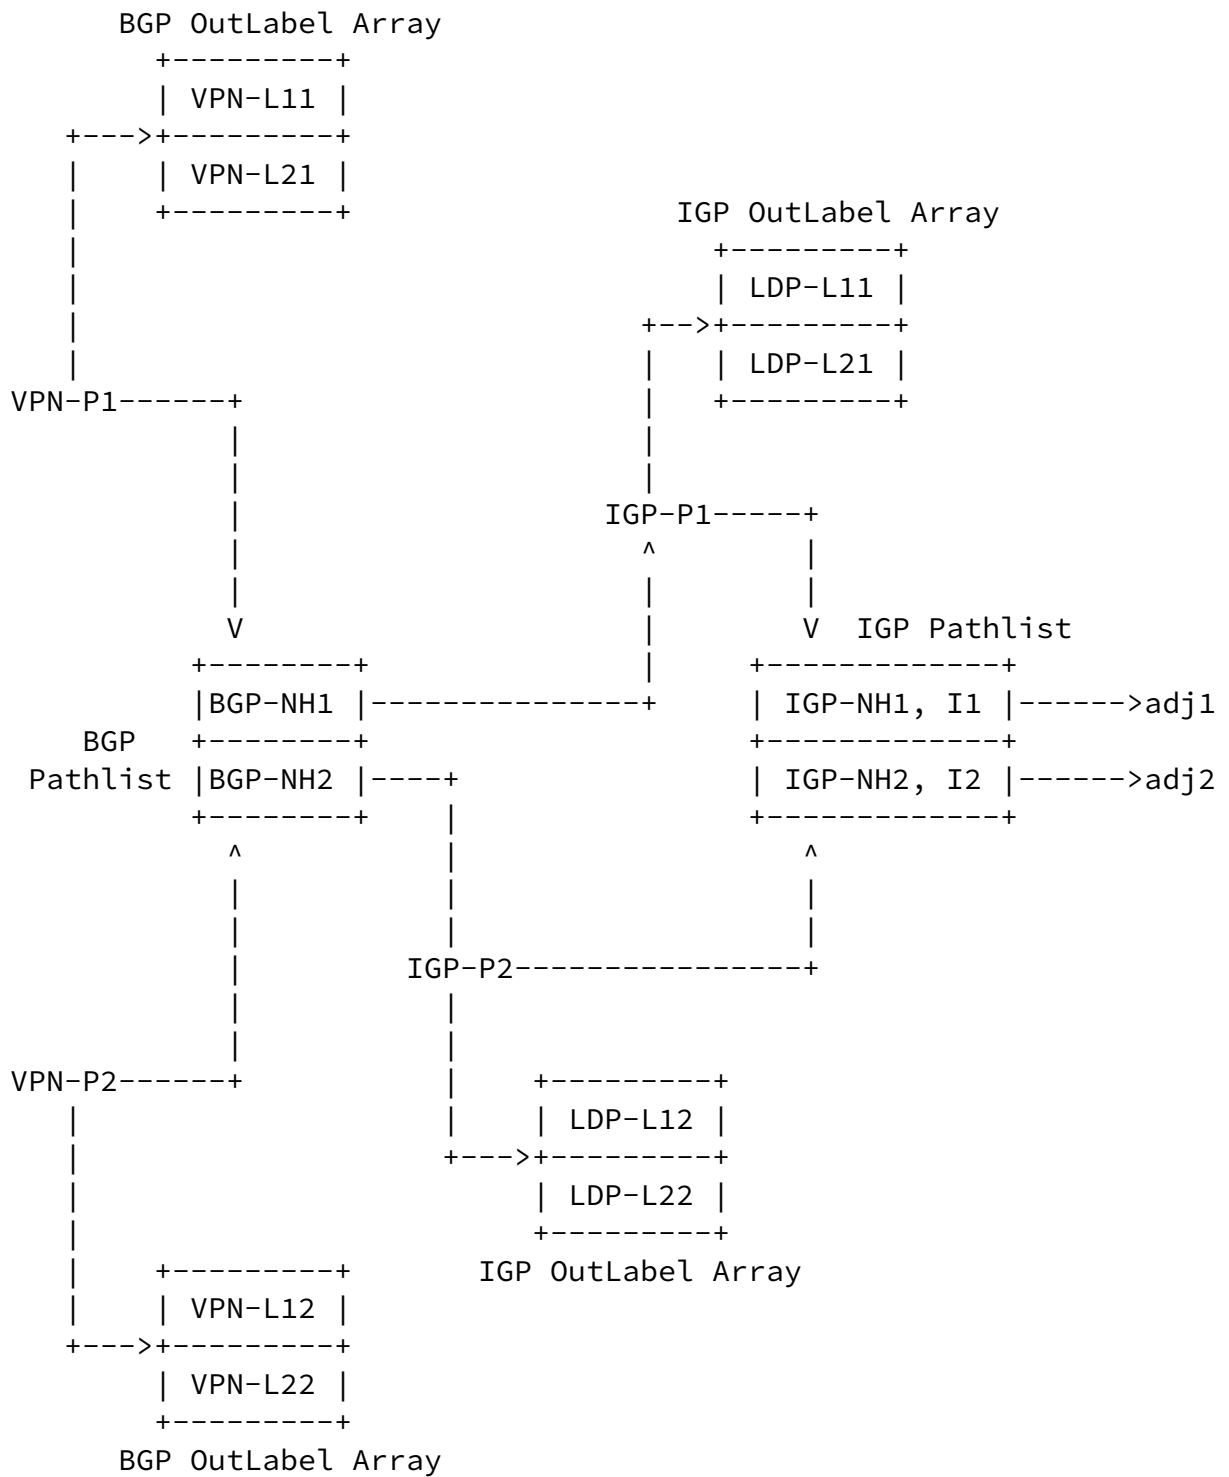 BGP OutLabel Array
VPN-L11
VPN-L21
IGP OutLabel Array
LDP-L11
LDP-L21
VPN-P1
IGP-P1
V
V IGP Pathlist
BGP-NH1
IGP-NH1, I1
adj1
BGP
Pathlist
BGP-NH2
IGP-NH2, I2
adj2
IGP-P2
VPN-P2
LDP-L12
LDP-L22
IGP OutLabel Array
VPN-L12
VPN-L22
BGP OutLabel Array